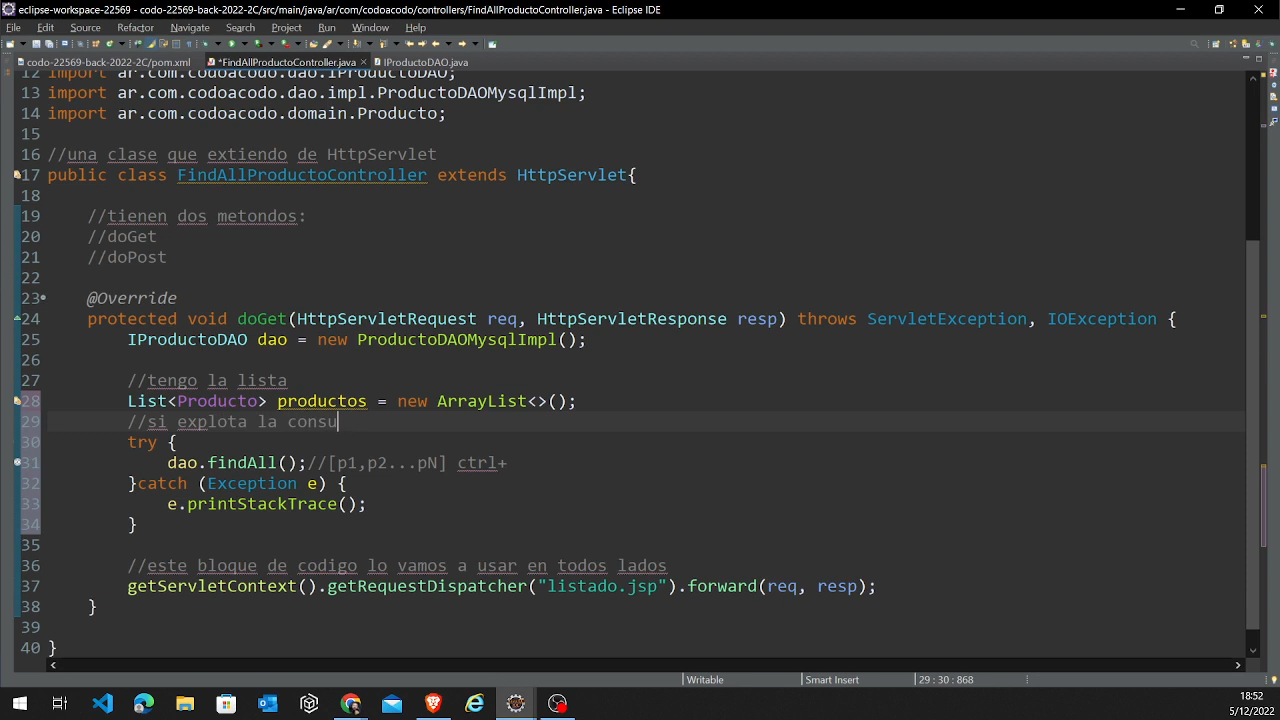 eclipse-workspace-22569 - codo-22569-back-2022-2C/src/main/java/ar/com/codoacodo/controllers/FindAllProductoController.java - Eclipse IDE
File Edit Source Refactor Navigate Search Project Run Window Help
codo-22569-back-2022-2C/pom.xml *FindAllProductoController.java IProductoDAO.java
12 import ar.com.codoacodo.dao.IProductoDAO;
13 import ar.com.codoacodo.dao.impl.ProductoDAOMysqlImpl;
14 import ar.com.codoacodo.domain.Producto;
15
16 //una clase que extiendo de HttpServlet
17 public class FindAllProductoController extends HttpServlet{
18
19 //tienen dos metondos:
20 //doGet
21 //doPost
22
23 @Override
24 protected void doGet(HttpServletRequest req, HttpServletResponse resp) throws ServletException, IOException {
25 IProductoDAO dao = new ProductoDAOMysqlImpl();
26
27 //tengo la lista
28 List<Producto> productos = new ArrayList<>();
29 //si explota la consu
30 try {
31 dao.findAll();//[p1,p2...pN] ctrl+
32 }catch (Exception e) {
33 e.printStackTrace();
34 }
35
36 //este bloque de codigo lo vamos a usar en todos lados
37 getServletContext().getRequestDispatcher("listado.jsp").forward(req, resp);
38 }
39
40 }
Writable Smart Insert 29 : 30 : 868
18:52
5/12/2022